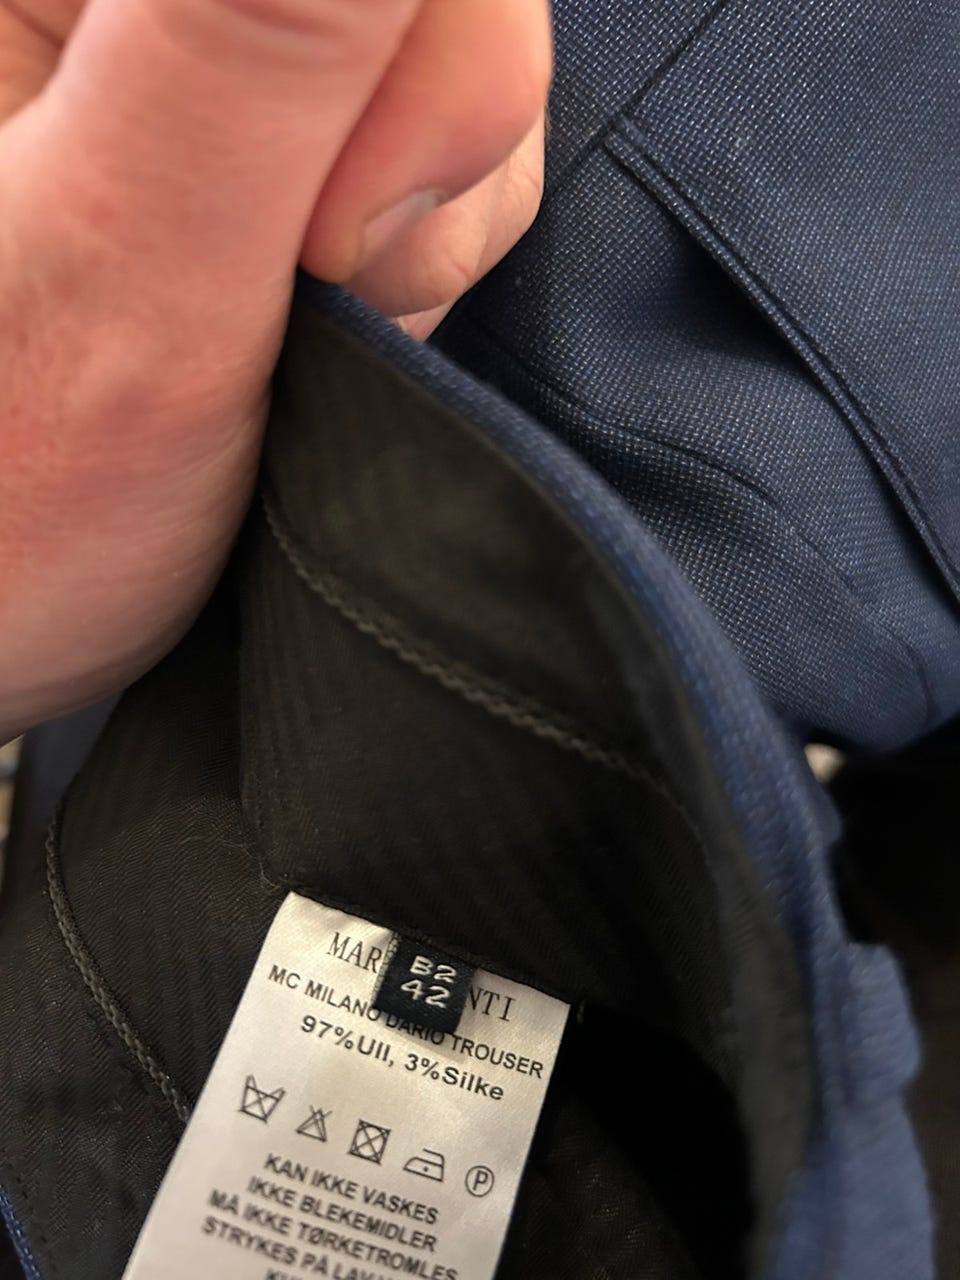 B2
42
MC MILANO DARIO TROUSER
97%Ull, 3%Silke
P
KAN IKKE VASKES
IKKE BLEKEMIDLER
MÅ IKKE TØRKETROMLES
STRYKES PÅ LAV